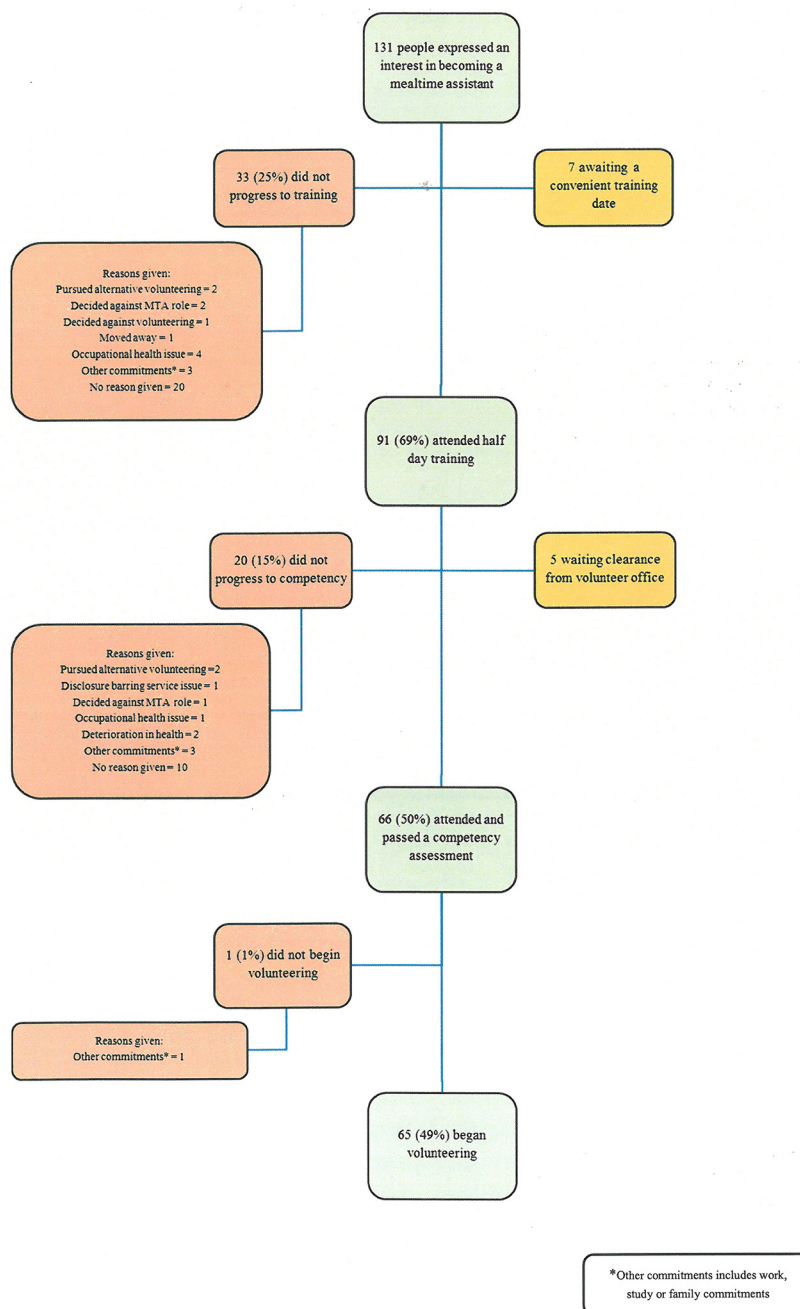 131 people expressed an
interest in becoming a
mealtime assistant
33 (25%) did not
progress to training
7 awaiting a
convenient training
date
Reasons given:
Pursued alternative volunteering = 2
Decided against MTA role = 2
Decided against volunteering = 1
Moved away = 1
Occupational health issue = 4
Other commitments* = 3
No reason given = 20
91 (69%) attended half
day training
20 (15%) did not
progress to competency
5 waiting clearance
from volunteer office
Reasons given:
Pursued alternative volunteering =2
Disclosure barring service issue = 1
Decided against MTA role = 1
Occupational health issue = 1
Deterioration in health = 2
Other commitments* = 3
No reason given = 10
66 (50%) attended and
passed a competency
assessment
1 (1%) did not begin
volunteering
Reasons given:
Other commitments* = 1
65 (49%) began
volunteering
*Other commitments includes work,
study or family commitments